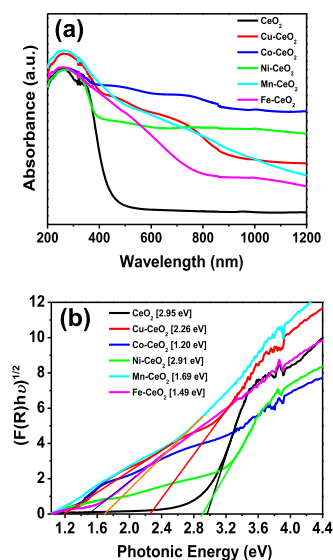 (a)
CeO2
Cu-CeO2
Co-CeO2
Ni-CeO2
Mn-CeO2
Fe-CeO2
Absorbance (a.u.)
200 400 600 800 1000 1200
Wavelength (nm)
(b)
CeO2 [2.95 eV]
Cu-CeO2 [2.26 eV]
Co-CeO2 [1.20 eV]
Ni-CeO2 [2.91 eV]
Mn-CeO2 [1.69 eV]
Fe-CeO2 [1.49 eV]
(F(R)hυ)1/2
12
10
8
6
4
2
0
1.2 1.6 2.0 2.4 2.8 3.2 3.6 4.0 4.4
Photonic Energy (eV)